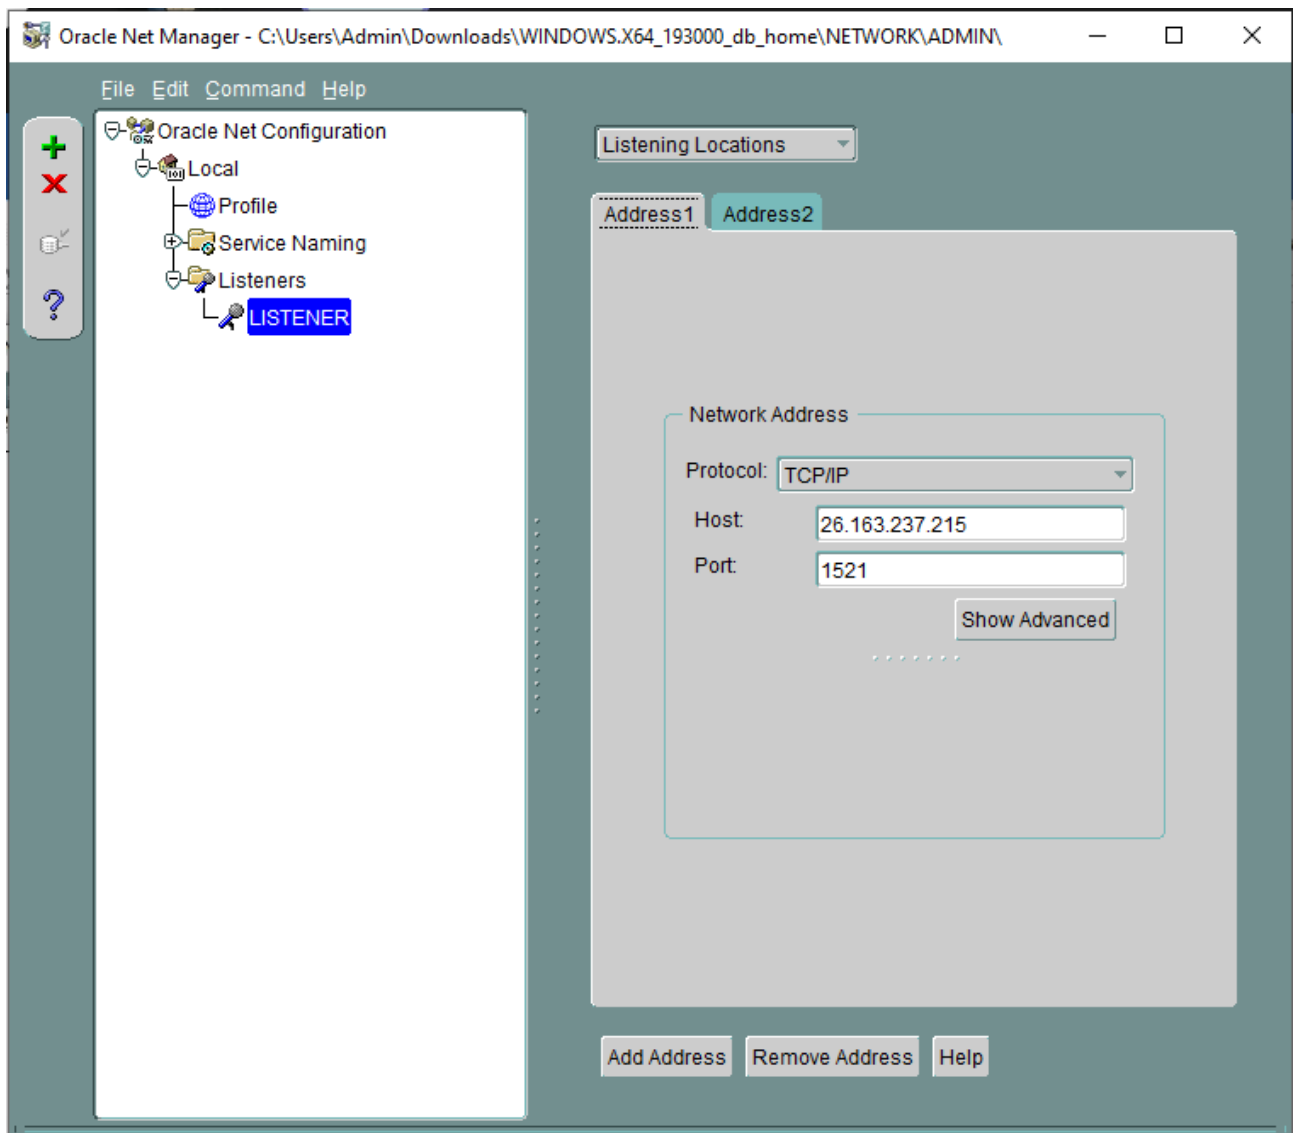 Oracle Net Manager - C:\Users\Admin\Downloads\WINDOWS.X64_193000_db_home\NETWORK\ADMIN\
File Edit Command Help
Oracle Net Configuration
Local
Profile
Service Naming
Listeners
LISTENER
Listening Locations
Address1 Address2
Network Address
Protocol: TCP/IP
Host: 26.163.237.215
Port: 1521
Show Advanced
Add Address Remove Address Help